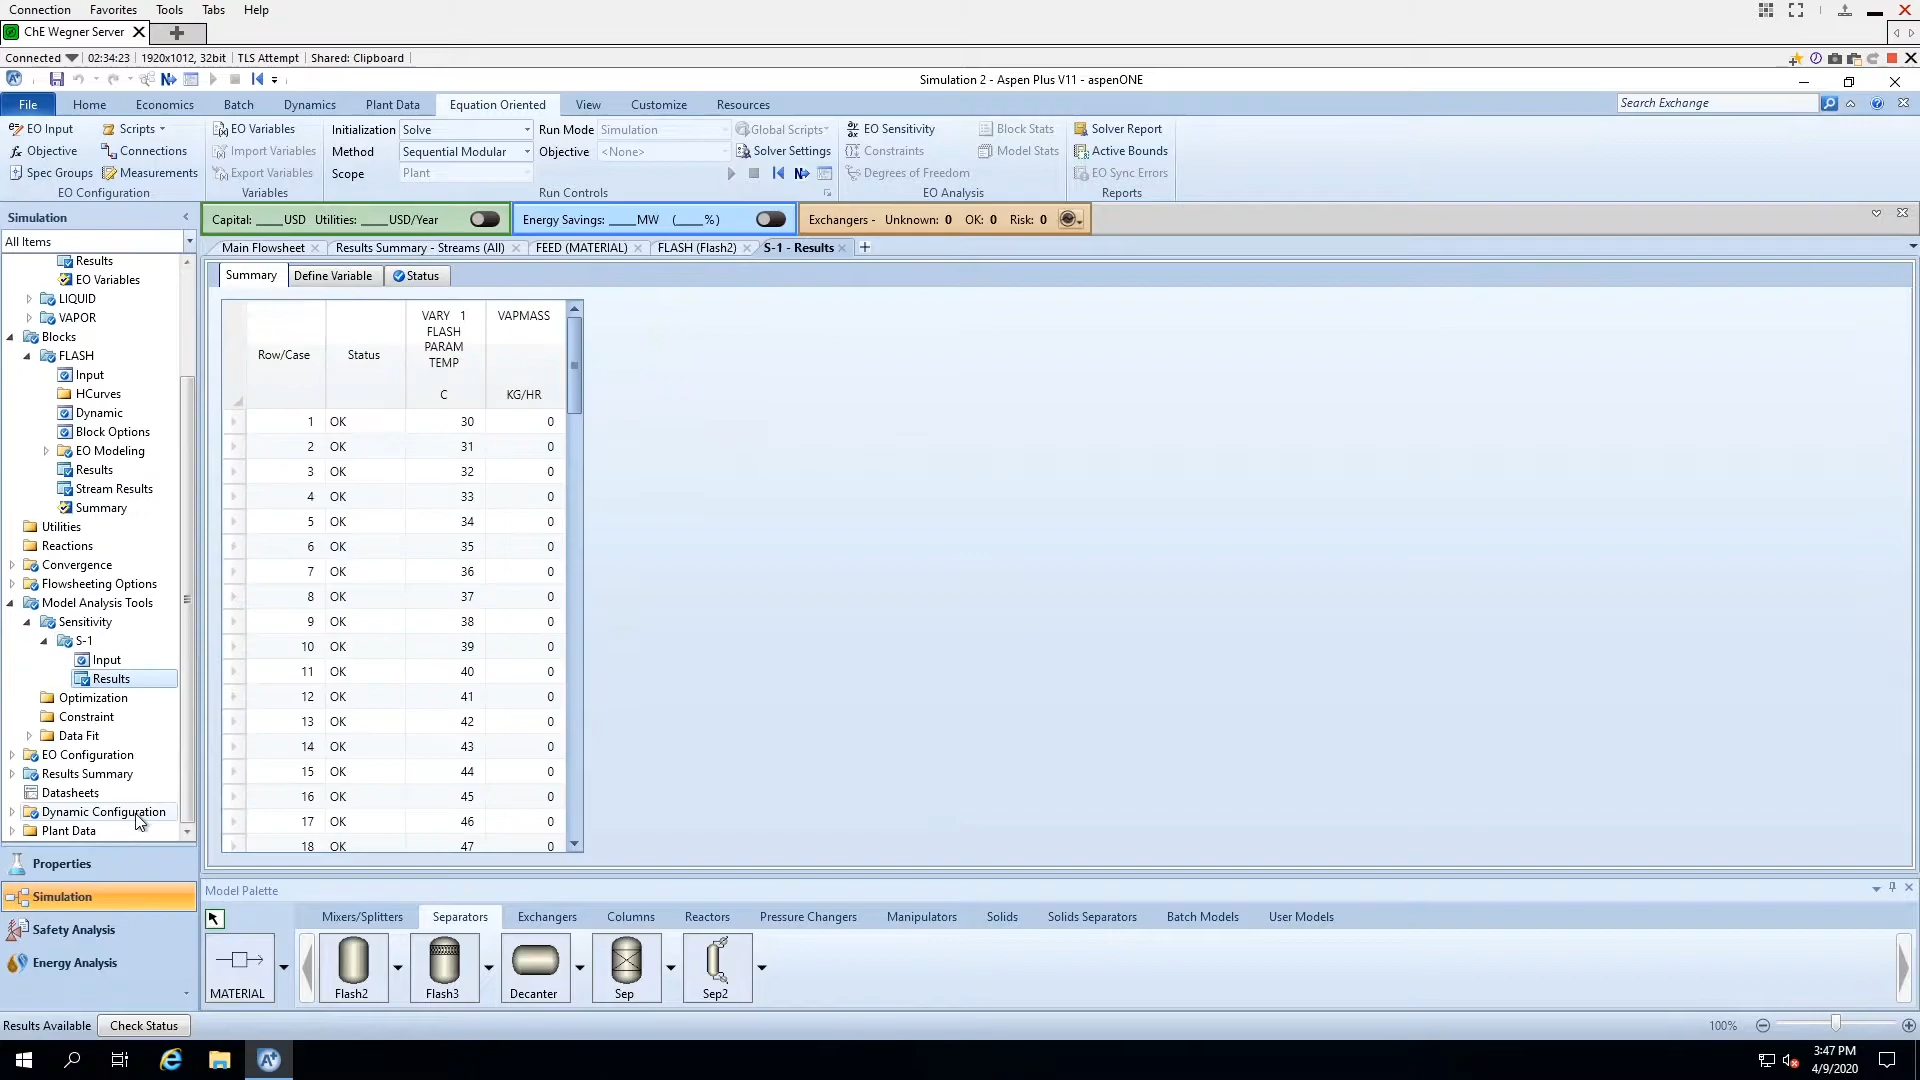 Connection Favorites Tools Tabs Help
ChE Wegner Server
Connected 02:34:23 1920x1012, 32bit TLS Attempt Shared: Clipboard
Simulation 2 - Aspen Plus V11 - aspenONE
File Home Economics Batch Dynamics Plant Data Equation Oriented View Customize Resources Search Exchange
EO Input Scripts EO Variables Initialization Solve Run Mode Simulation Global Scripts EO Sensitivity Block Stats Solver Report
Objective Connections Import Variables Method Sequential Modular Objective <None> Solver Settings Constraints Model Stats Active Bounds
Spec Groups Measurements Export Variables Scope Plant Degrees of Freedom EO Sync Errors
EO Configuration Variables Run Controls EO Analysis Reports
Simulation Capital: ____USD Utilities: ____USD/Year Energy Savings: ____MW (____%) Exchangers - Unknown: 0 OK: 0 Risk: 0
All Items
Main Flowsheet Results Summary - Streams (All) FEED (MATERIAL) FLASH (Flash2) S-1 - Results
Results
EO Variables
LIQUID
VAPOR
Blocks
FLASH
Input
HCurves
Dynamic
Block Options
EO Modeling
Results
Stream Results
Summary
Utilities
Reactions
Convergence
Flowsheeting Options
Model Analysis Tools
Sensitivity
S-1
Input
Results
Optimization
Constraint
Data Fit
EO Configuration
Results Summary
Datasheets
Dynamic Configuration
Plant Data
Properties
Simulation
Safety Analysis
Energy Analysis
Summary Define Variable Status
Row/Case Status VARY 1 FLASH PARAM TEMP C VAPMASS KG/HR
1 OK 30 0
2 OK 31 0
3 OK 32 0
4 OK 33 0
5 OK 34 0
6 OK 35 0
7 OK 36 0
8 OK 37 0
9 OK 38 0
10 OK 39 0
11 OK 40 0
12 OK 41 0
13 OK 42 0
14 OK 43 0
15 OK 44 0
16 OK 45 0
17 OK 46 0
18 OK 47 0
Model Palette
Mixers/Splitters Separators Exchangers Columns Reactors Pressure Changers Manipulators Solids Solids Separators Batch Models User Models
MATERIAL Flash2 Flash3 Decanter Sep Sep2
Results Available Check Status 100%
3:47 PM
4/9/2020